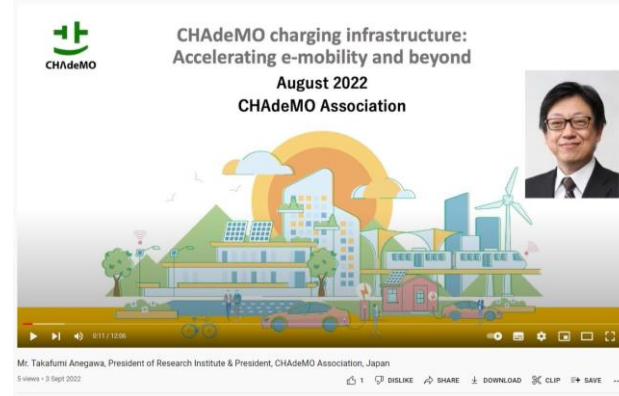 CHAdeMO charging infrastructure:
Accelerating e-mobility and beyond
CHAdeMO
August 2022
CHAdeMO Association
0:11 / 12:06
Mr. Takafumi Anegawa, President of Research Institute & President, CHAdeMO Association, Japan
5 views • 3 Sept 2022
1 DISLIKE SHARE DOWNLOAD CLIP SAVE ...